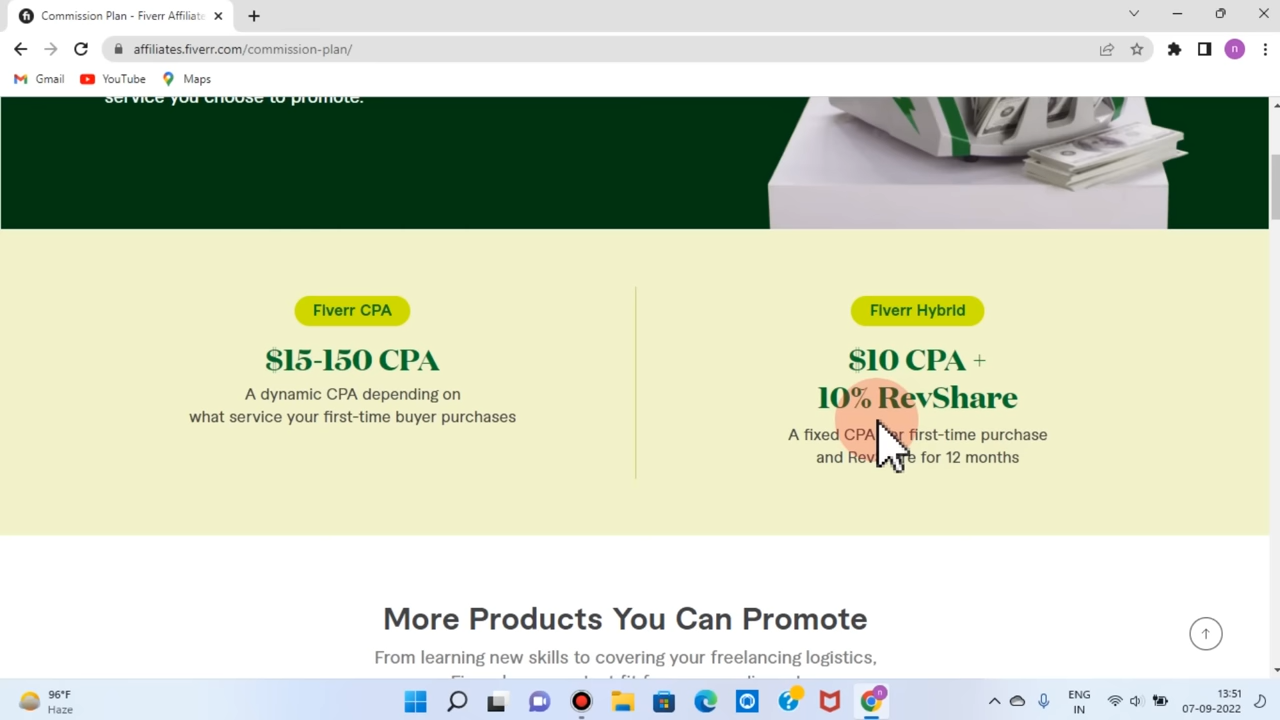 Commission Plan - Fiverr Affiliate
affiliates.fiverr.com/commission-plan/
n
Gmail
YouTube
Maps
service you choose to promote.
Fiverr CPA
$15-150 CPA
A dynamic CPA depending on
what service your first-time buyer purchases
Fiverr Hybrid
$10 CPA +
10% RevShare
A fixed CPA first-time purchase
and for 12 months
More Products You Can Promote
From learning new skills to covering your freelancing logistics,
96°F
Haze
ENG
IN
13:51
07-09-2022